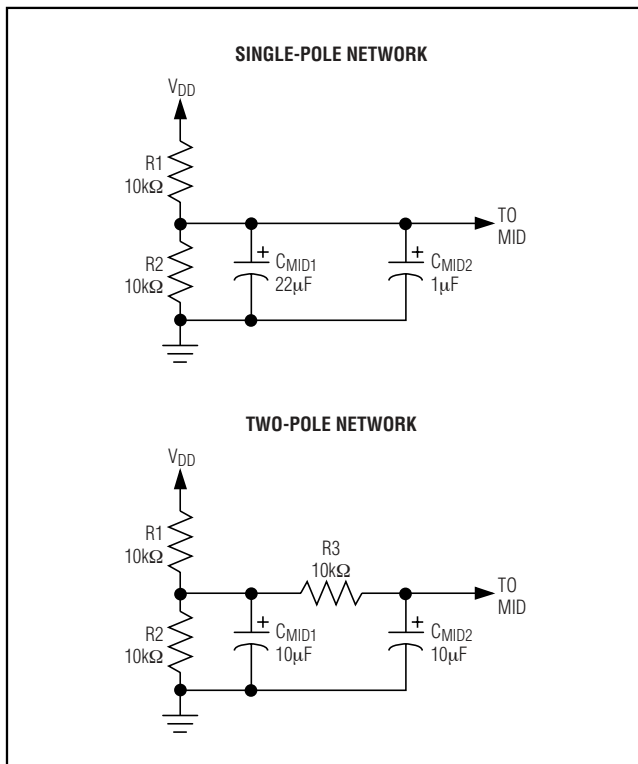 SINGLE-POLE NETWORK
VDD
R1
10kΩ
TO
MID
R2
10kΩ
+
CMID1
22µF
+
CMID2
1µF
TWO-POLE NETWORK
VDD
R1
10kΩ
R3
10kΩ
TO
MID
R2
10kΩ
+
CMID1
10µF
+
CMID2
10µF